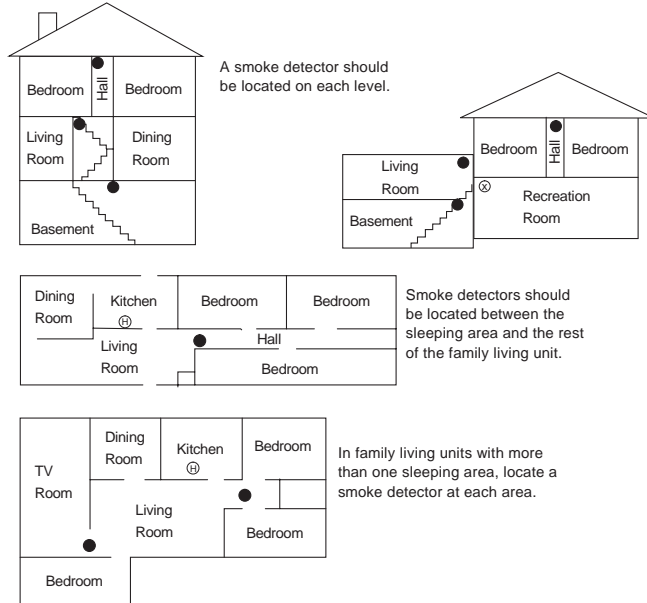 Bedroom
Hall
Bedroom
Living
Room
Dining
Room
Basement
A smoke detector should
be located on each level.
Bedroom
Hall
Bedroom
Living
Room
X
Recreation
Room
Basement
Dining
Room
Kitchen
H
Bedroom
Bedroom
Living
Room
Hall
Bedroom
Smoke detectors should
be located between the
sleeping area and the rest
of the family living unit.
TV
Room
Dining
Room
Kitchen
H
Bedroom
Living
Room
Bedroom
Bedroom
In family living units with more
than one sleeping area, locate a
smoke detector at each area.